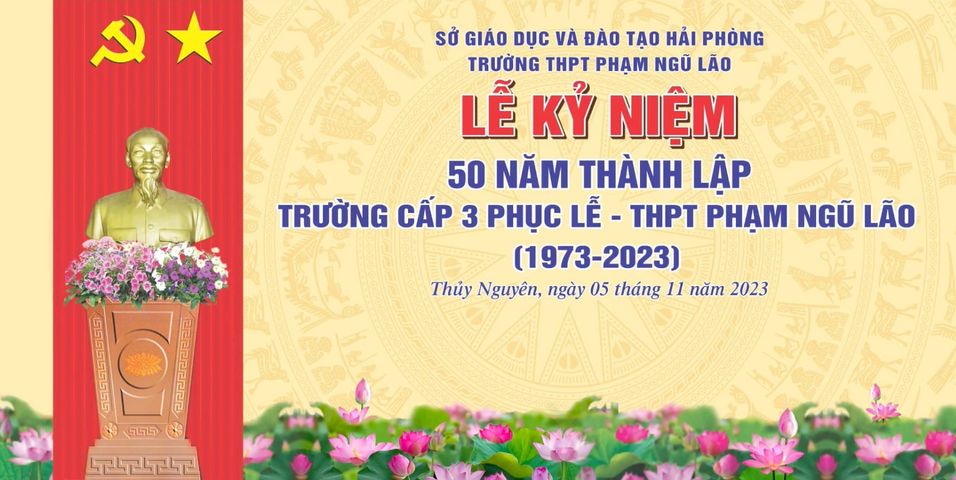 SỞ GIÁO DỤC VÀ ĐÀO TẠO HẢI PHÒNG
TRƯỜNG THPT PHẠM NGŨ LÃO
LỄ KỶ NIỆM
50 NĂM THÀNH LẬP
TRƯỜNG CẤP 3 PHỤC LỄ - THPT PHẠM NGŨ LÃO
(1973-2023)
Thủy Nguyên, ngày 05 tháng 11 năm 2023